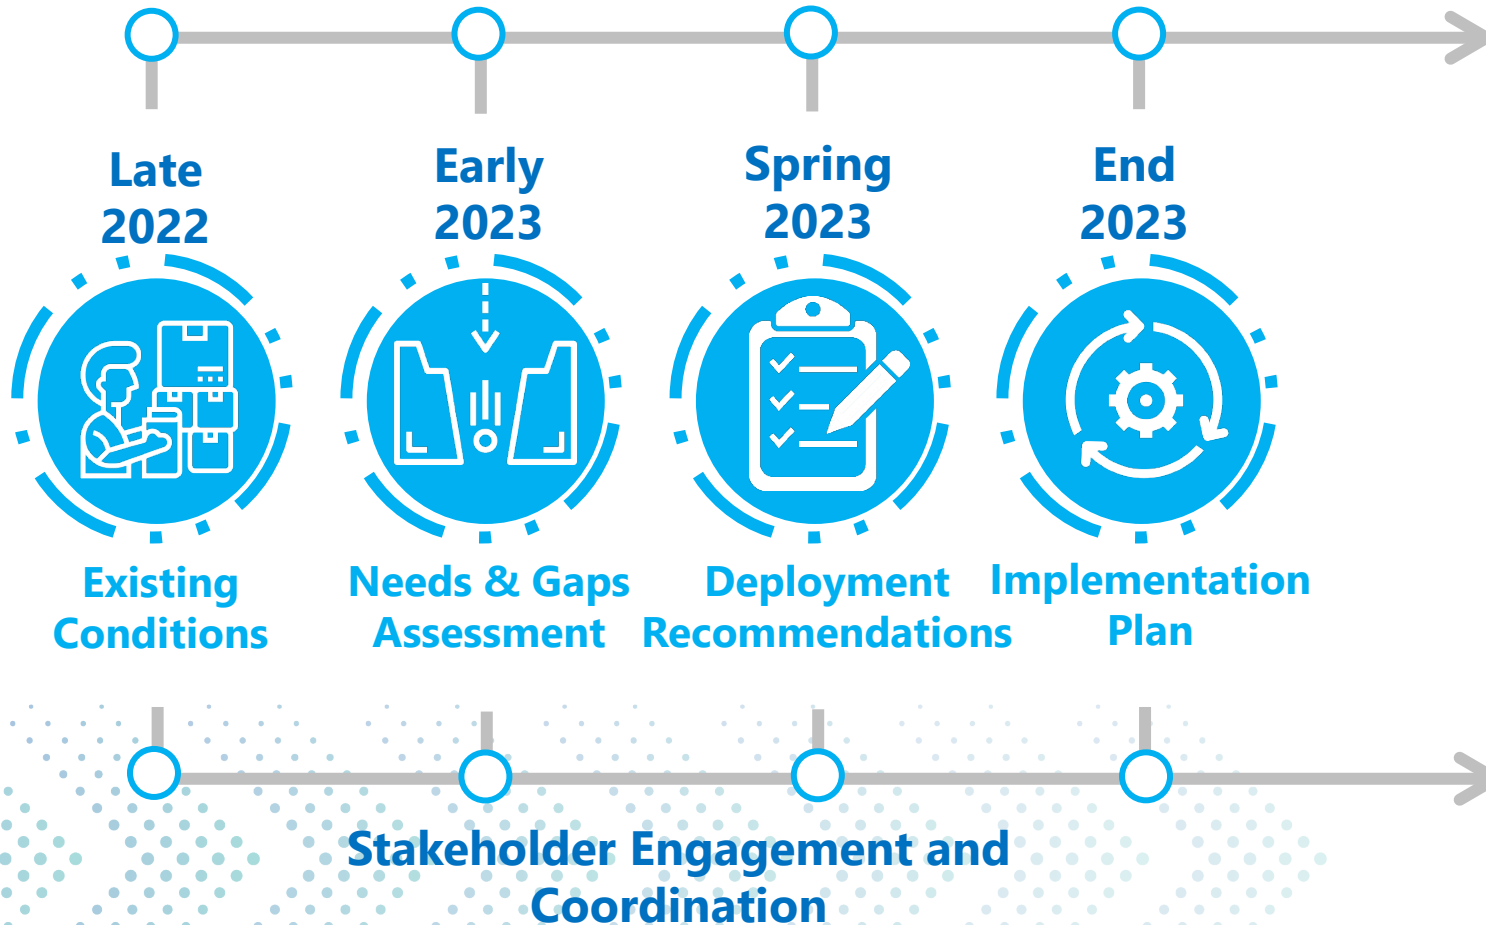 Late
2022
Early
2023
Spring
2023
End
2023
Existing
Conditions
Needs & Gaps
Assessment
Deployment
Recommendations
Implementation
Plan
Stakeholder Engagement and
Coordination